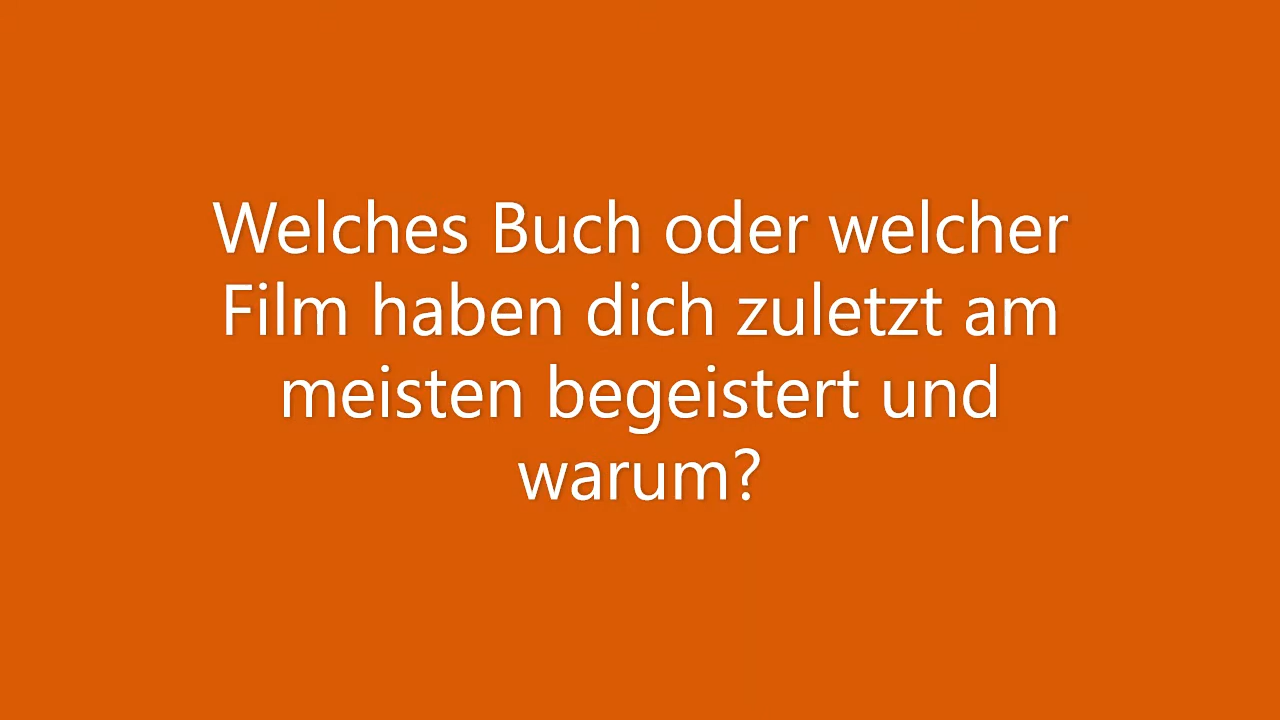 Welches Buch oder welcher
Film haben dich zuletzt am
meisten begeistert und
warum?